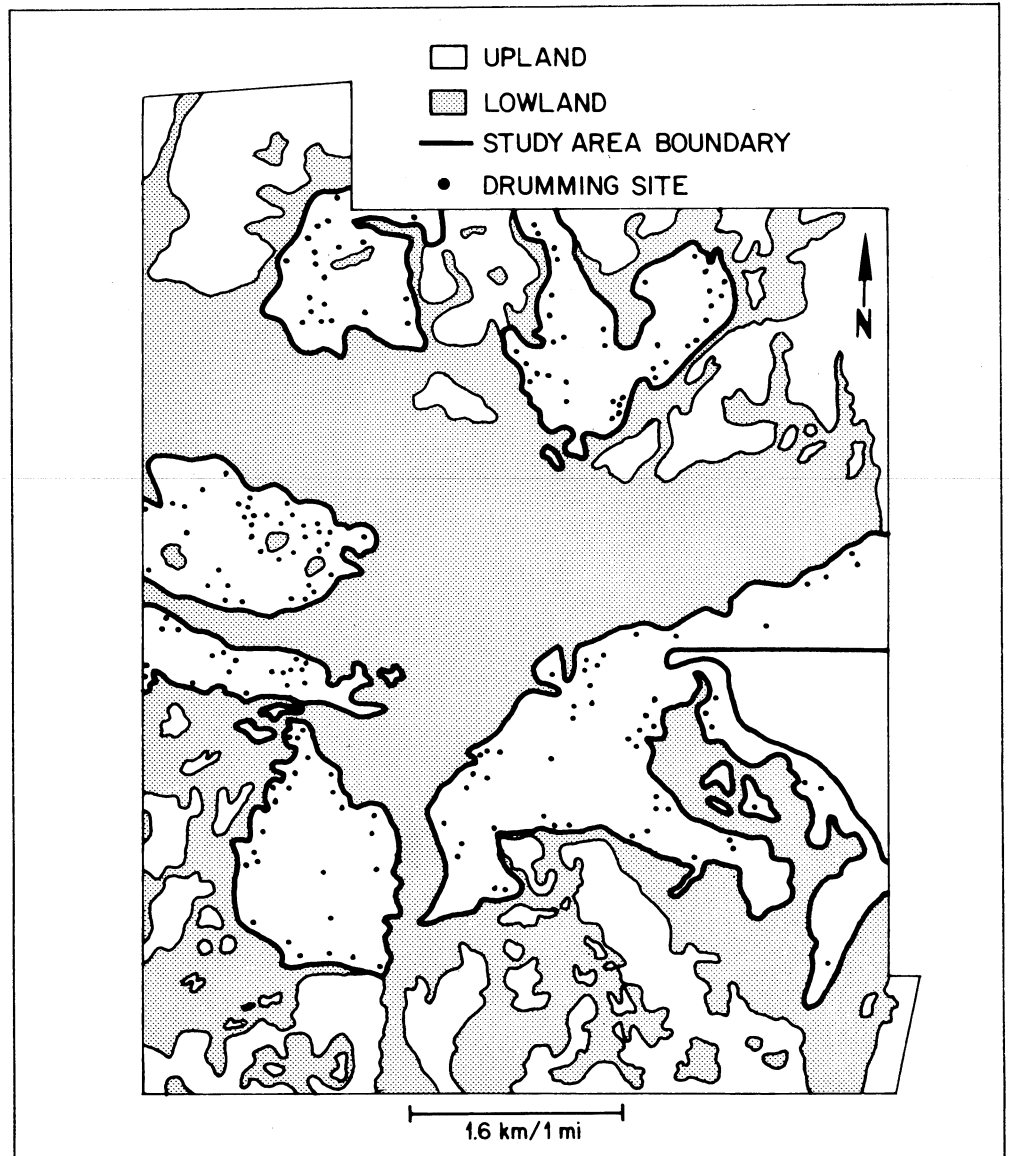 UPLAND
LOWLAND
STUDY AREA BOUNDARY
DRUMMING SITE
N
1.6 km/1 mi